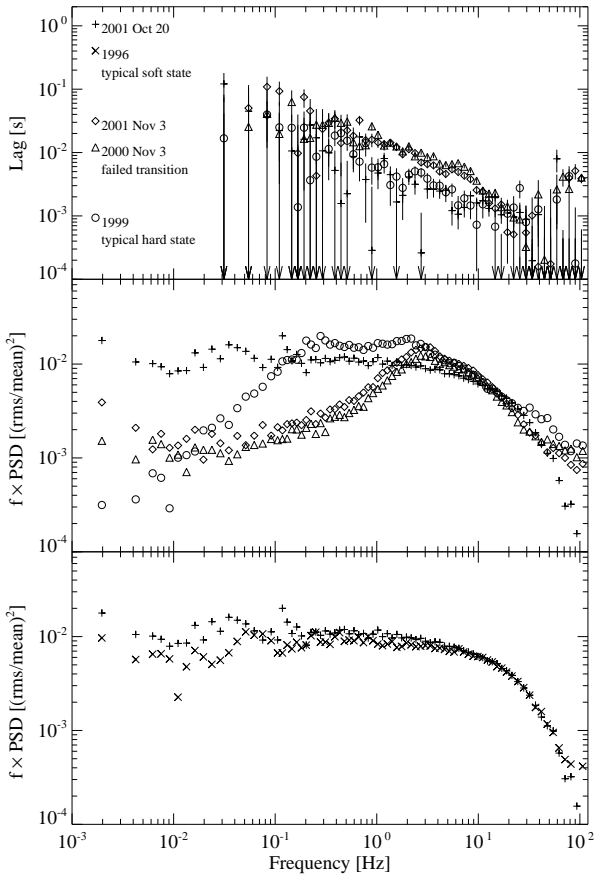 10^0
10^-1
10^-2
10^-3
10^-4
Lag [s]
+ 2001 Oct 20
× 1996
typical soft state
◇ 2001 Nov 3
△ 2000 Nov 3
failed transition
○ 1999
typical hard state
10^-2
10^-3
10^-4
f × PSD [(rms/mean)^2]
10^-2
10^-3
10^-4
f × PSD [(rms/mean)^2]
10^-3 10^-2 10^-1 10^0 10^1 10^2
Frequency [Hz]